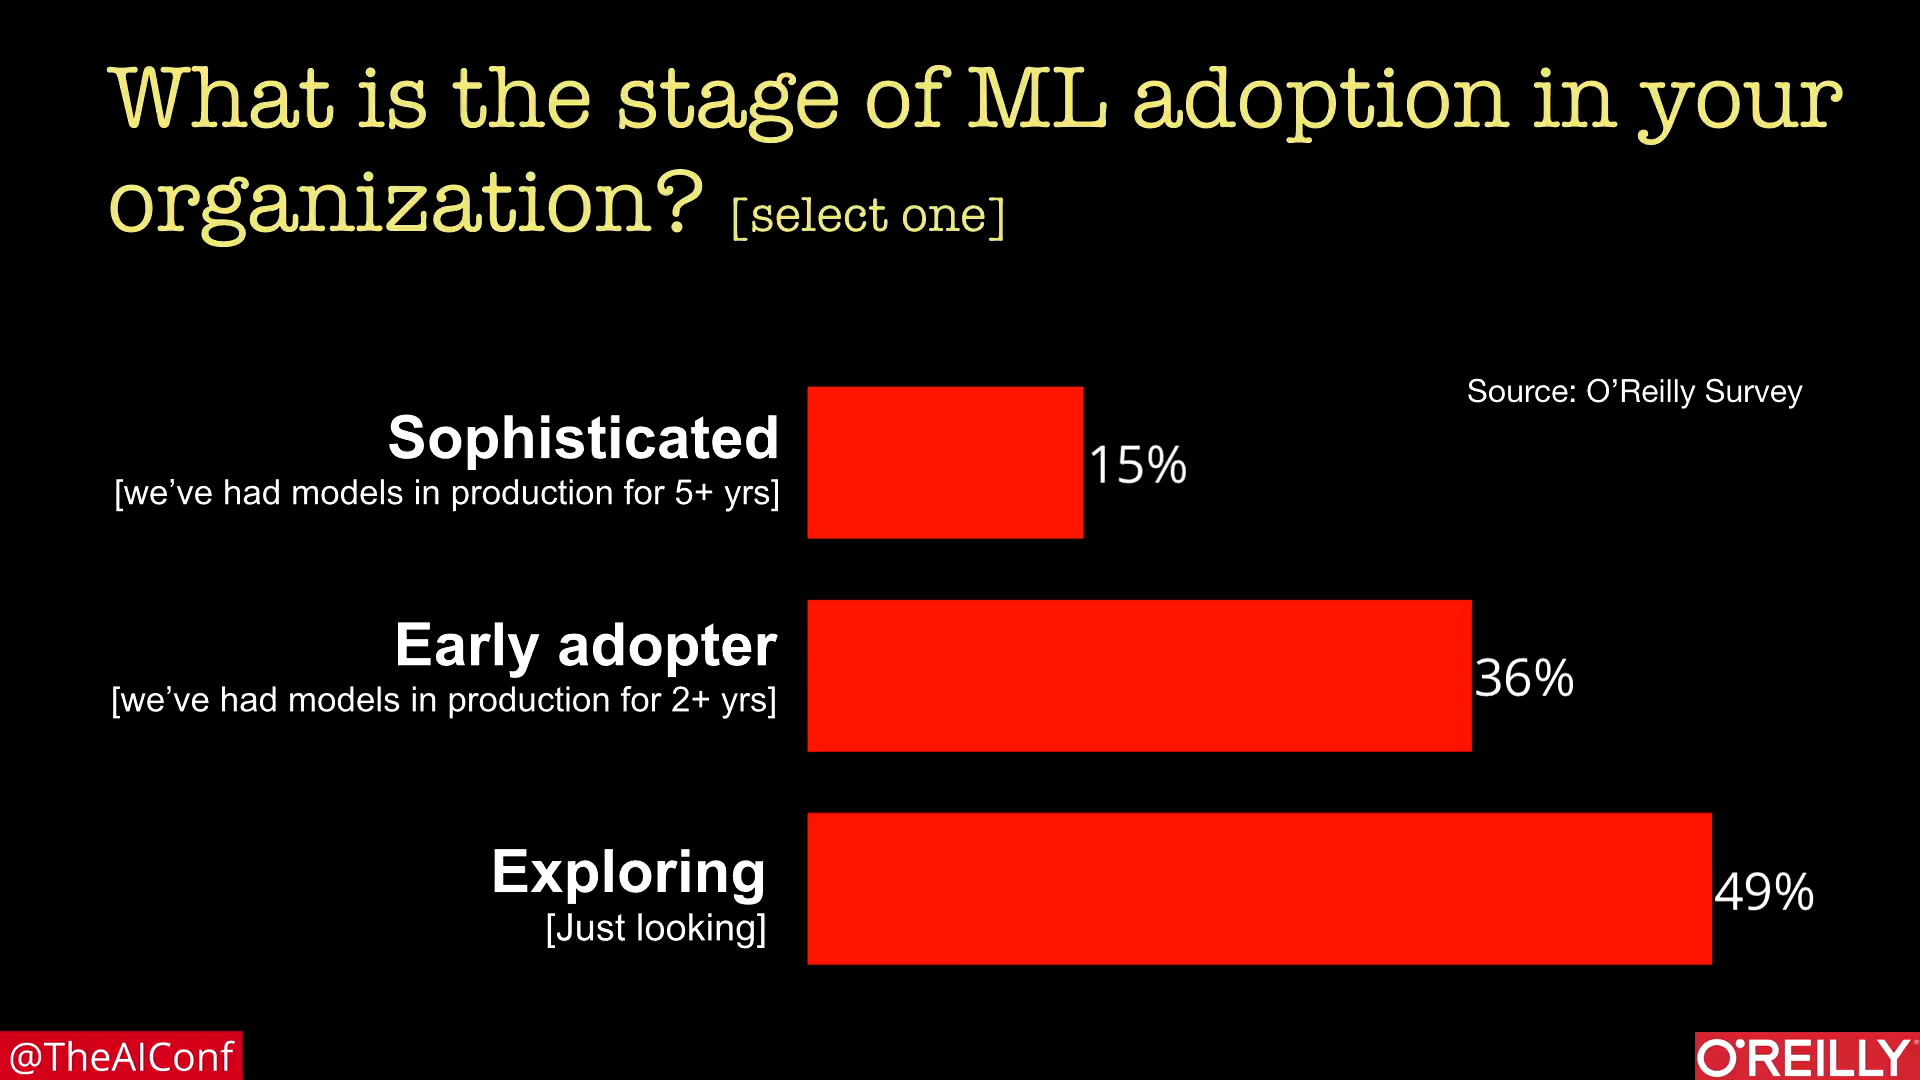 What is the stage of ML adoption in your
organization? [select one]
Source: O’Reilly Survey
Sophisticated
[we’ve had models in production for 5+ yrs]
15%
Early adopter
[we’ve had models in production for 2+ yrs]
36%
Exploring
[Just looking]
49%
@TheAIConf
O'REILLY